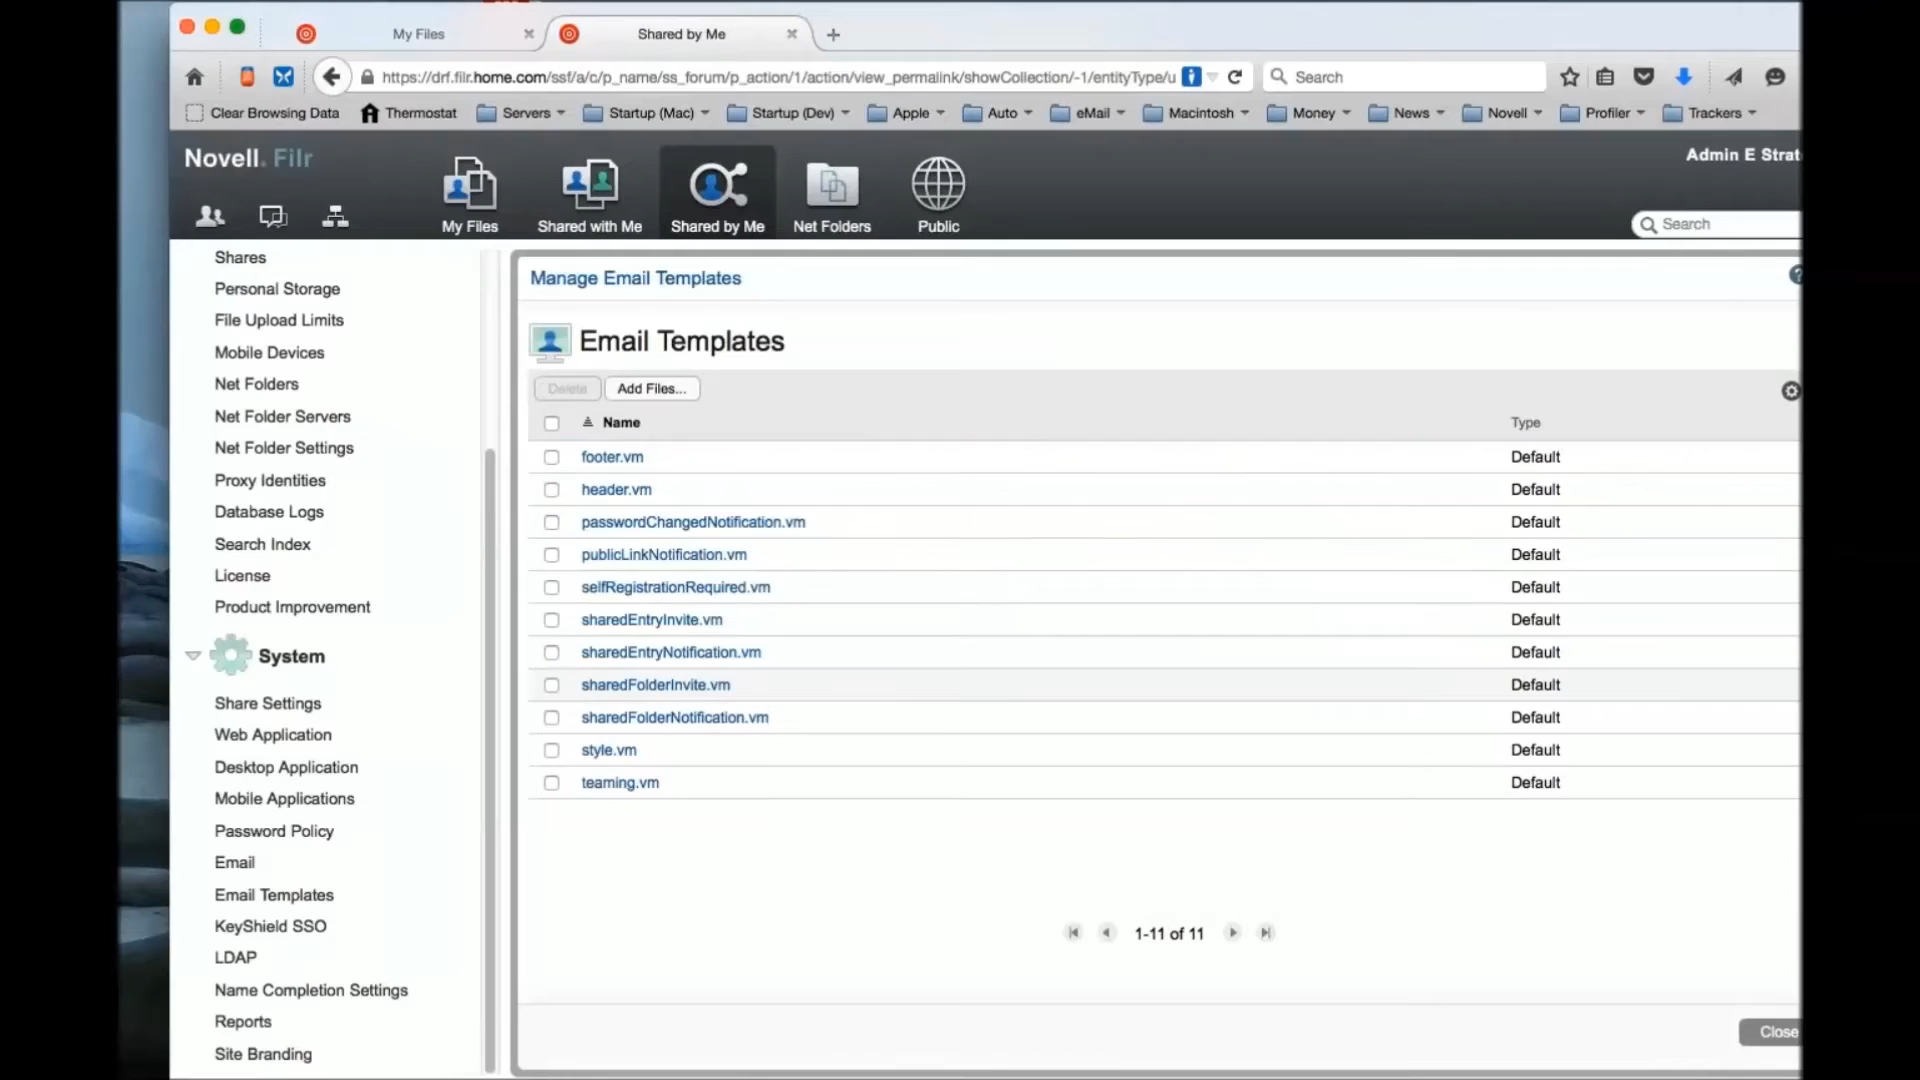 My Files
Shared by Me
https://drf.filr.home.com/ssf/a/c/p_name/ss_forum/p_action/1/action/view_permalink/showCollection/-1/entityType/u
Search
Clear Browsing Data
Thermostat
Servers
Startup (Mac)
Startup (Dev)
Apple
Auto
eMail
Macintosh
Money
News
Novell
Profiler
Trackers
Novell. Filr
Admin E Strat
My Files
Shared with Me
Shared by Me
Net Folders
Public
Search
Shares
Personal Storage
File Upload Limits
Mobile Devices
Net Folders
Net Folder Servers
Net Folder Settings
Proxy Identities
Database Logs
Search Index
License
Product Improvement
System
Share Settings
Web Application
Desktop Application
Mobile Applications
Password Policy
Email
Email Templates
KeyShield SSO
LDAP
Name Completion Settings
Reports
Site Branding
Manage Email Templates
?
Email Templates
Delete
Add Files...
Name
Type
footer.vm Default
header.vm Default
passwordChangedNotification.vm Default
publicLinkNotification.vm Default
selfRegistrationRequired.vm Default
sharedEntryInvite.vm Default
sharedEntryNotification.vm Default
sharedFolderInvite.vm Default
sharedFolderNotification.vm Default
style.vm Default
teaming.vm Default
1-11 of 11
Close